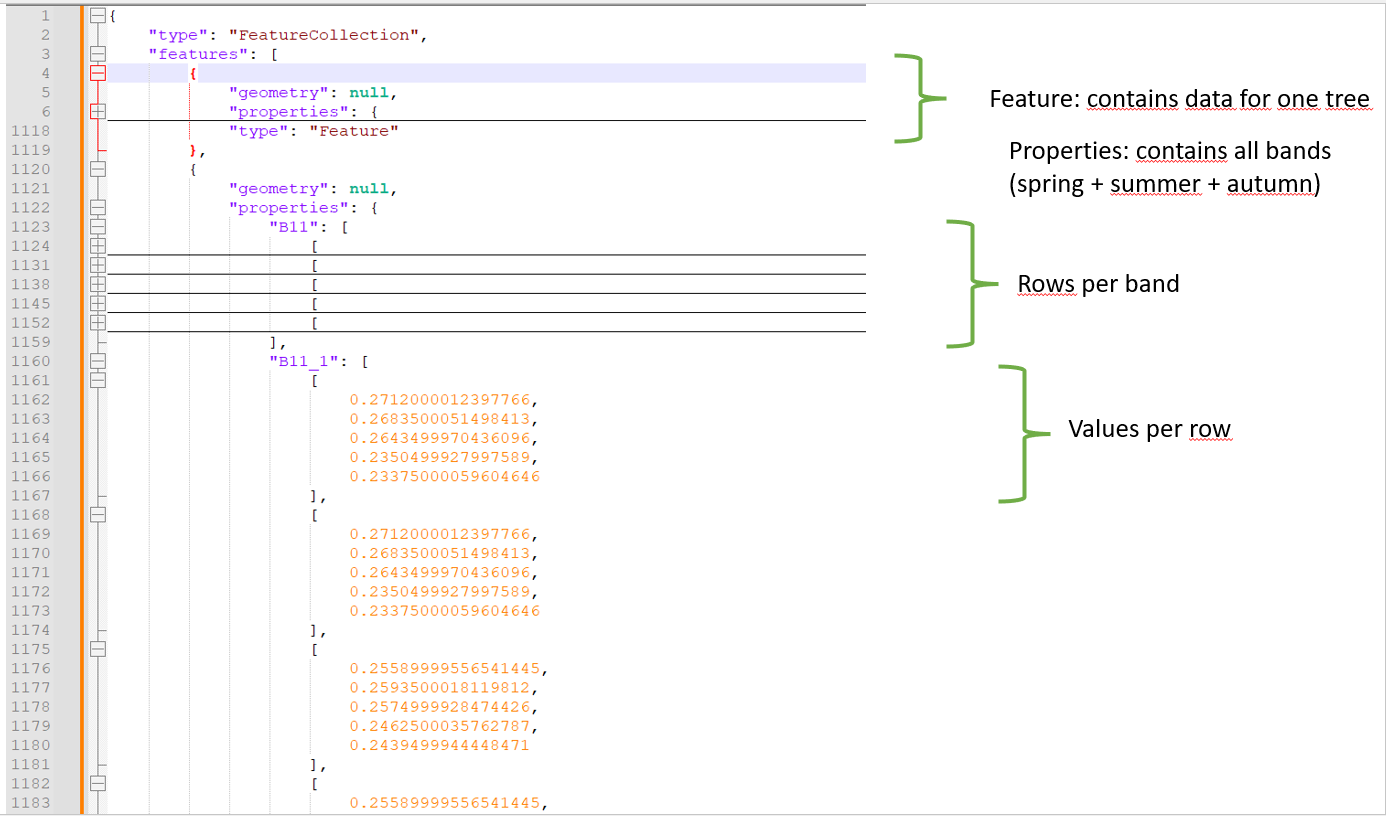 1 {
2 "type": "FeatureCollection",
3 "features": [
4 {
5 "geometry": null,
6 "properties": {
1118 "type": "Feature"
1119 },
1120 {
1121 "geometry": null,
1122 "properties": {
1123 "B11": [
1124 [
1131 [
1138 [
1145 [
1152 [
1159 ],
1160 "B11_1": [
1161 [
1162 0.2712000012397766,
1163 0.2683500051498413,
1164 0.2643499970436096,
1165 0.2350499927997589,
1166 0.23375000059604646
1167 ],
1168 [
1169 0.2712000012397766,
1170 0.2683500051498413,
1171 0.2643499970436096,
1172 0.2350499927997589,
1173 0.23375000059604646
1174 ],
1175 [
1176 0.25589999556541445,
1177 0.2593500018119812,
1178 0.2574999928474426,
1179 0.2462500035762787,
1180 0.2439499944448471
1181 ],
1182 [
1183 0.25589999556541445,
Feature: contains data for one tree
Properties: contains all bands
(spring + summer + autumn)
Rows per band
Values per row